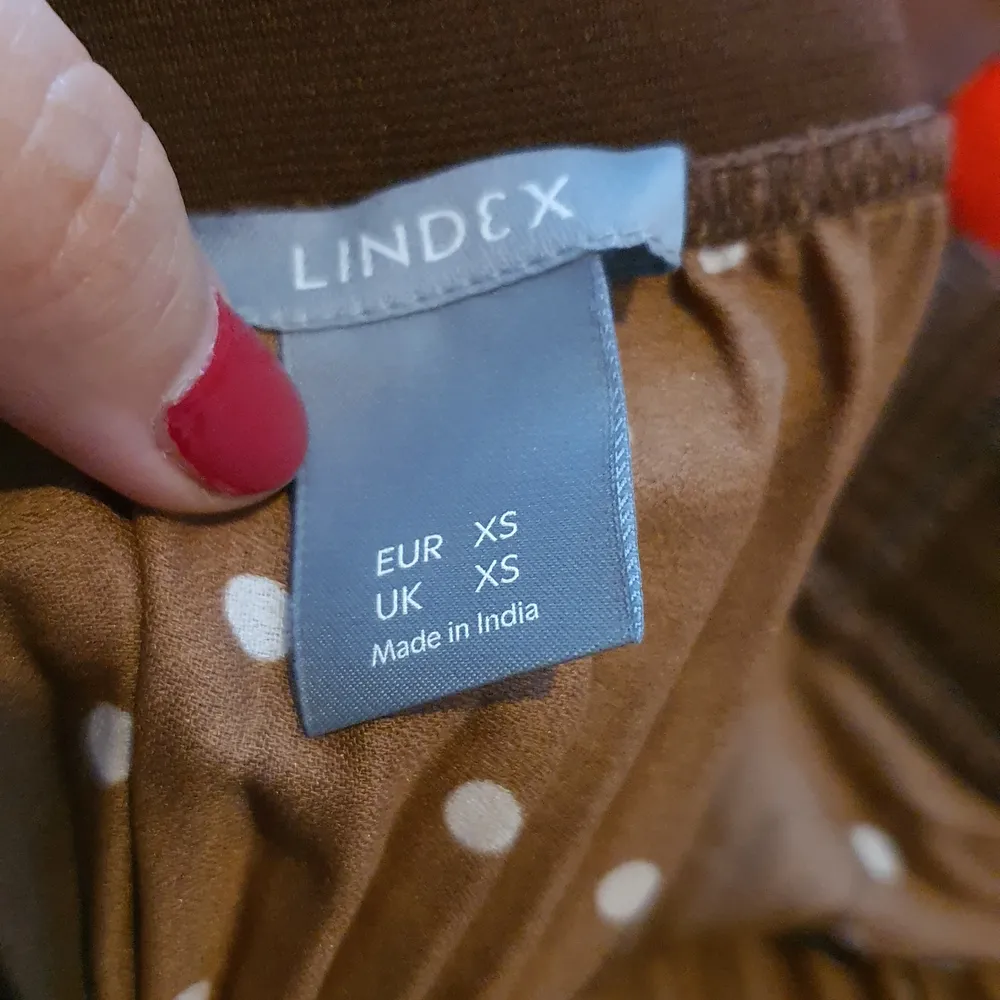 LINDEX
EUR XS
UK XS
Made in India